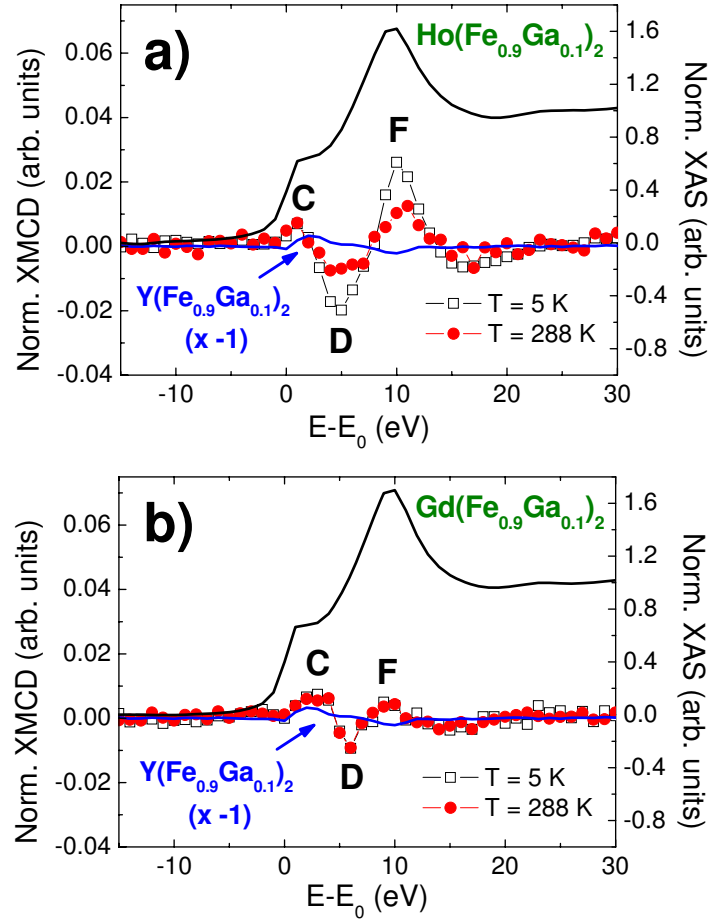 a)
Ho(Fe0.9Ga0.1)2
Norm. XMCD (arb. units)
0.06
0.04
0.02
0.00
-0.02
-0.04
1.6
1.2
0.8
0.4
0.0
-0.4
-0.8
Norm. XAS (arb. units)
C
F
D
Y(Fe0.9Ga0.1)2
(x -1)
T = 5 K
T = 288 K
-10
0
10
20
30
E-E0 (eV)
b)
Gd(Fe0.9Ga0.1)2
Norm. XMCD (arb. units)
0.06
0.04
0.02
0.00
-0.02
-0.04
1.6
1.2
0.8
0.4
0.0
-0.4
-0.8
Norm. XAS (arb. units)
C
F
D
Y(Fe0.9Ga0.1)2
(x -1)
T = 5 K
T = 288 K
-10
0
10
20
30
E-E0 (eV)